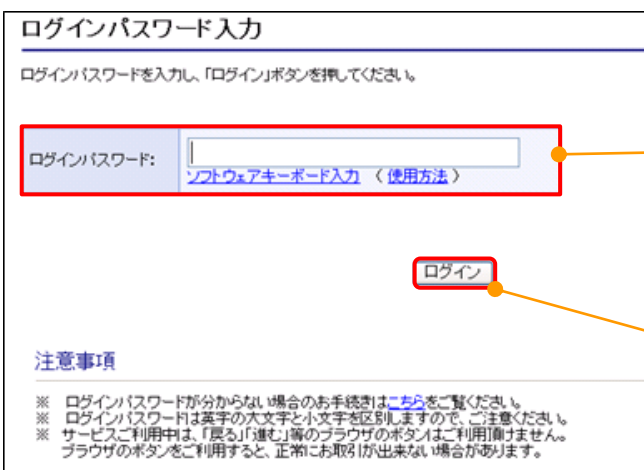 ログインパスワード入力
ログインパスワードを入力し、「ログイン」ボタンを押してください。
ログインパスワード:
ソフトウェアキーボード入力 （使用方法）
ログイン
注意事項
※ ログインパスワードが分からない場合のお手続きはこちらをご覧ください。
※ ログインパスワードは英字の大文字と小文字を区別しますので、ご注意ください。
※ サービスご利用中は、「戻る」「進む」等のブラウザのボタンはご利用頂けません。
ブラウザのボタンをご利用すると、正常にお取引が出来ない場合があります。